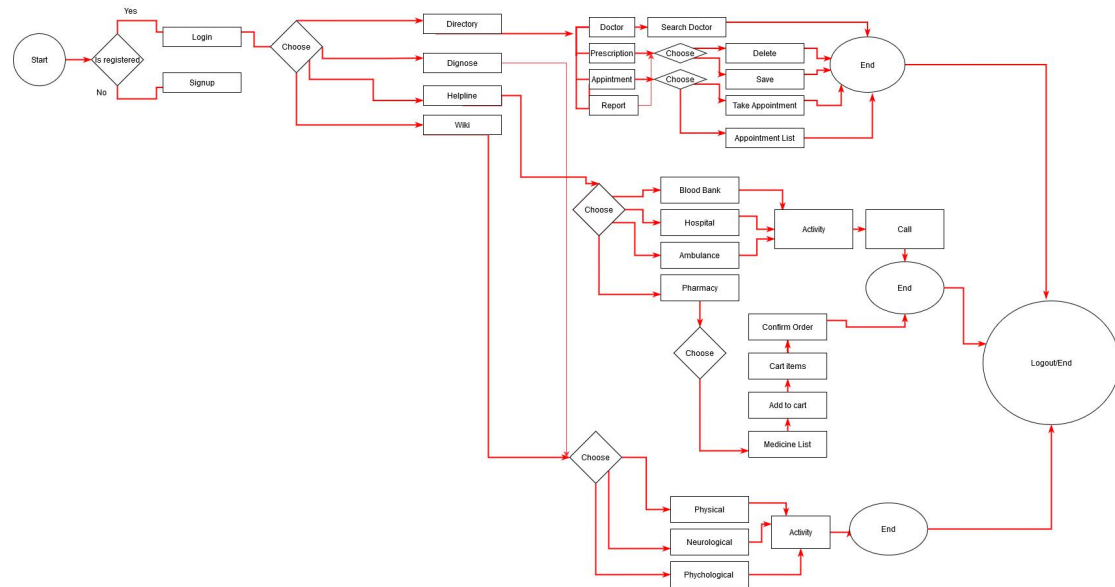 Start
Is registered
Yes
No
Login
Signup
Choose
Directory
Dignose
Helpline
Wiki
Doctor
Search Doctor
Prescription
Choose
Delete
Save
Appintment
Choose
Take Appointment
Report
Appointment List
End
Choose
Blood Bank
Hospital
Ambulance
Pharmacy
Activity
Call
End
Choose
Confirm Order
Cart items
Add to cart
Medicine List
Logout/End
Choose
Physical
Neurological
Phychological
Activity
End